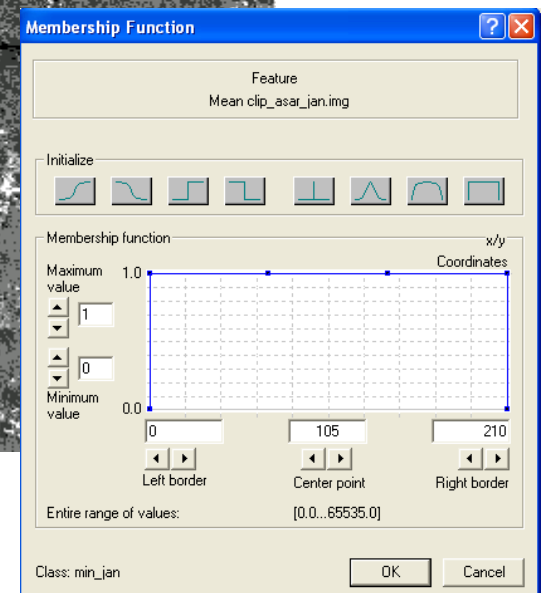 Membership Function
Feature
Mean clip_asar_jan.img
Initialize
Membership function
x/y
Coordinates
Maximum
value
1.0
1
0
Minimum
value
0.0
0 105 210
Left border Center point Right border
Entire range of values: [0.0...65535.0]
Class: min_jan OK Cancel